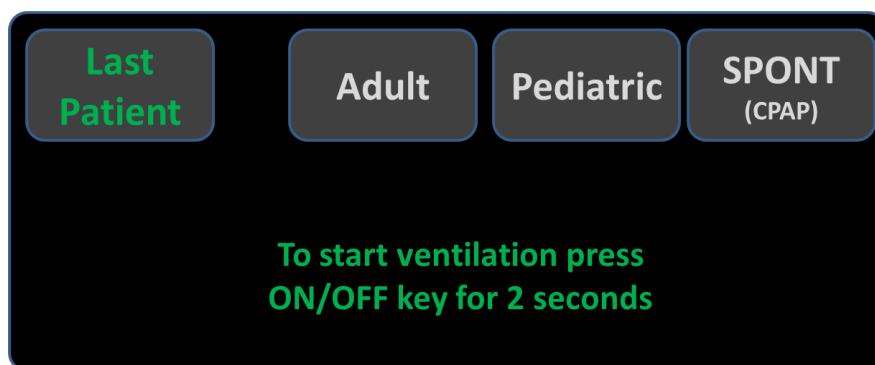 Last
Patient
Adult
Pediatric
SPONT
(CPAP)
To start ventilation press
ON/OFF key for 2 seconds